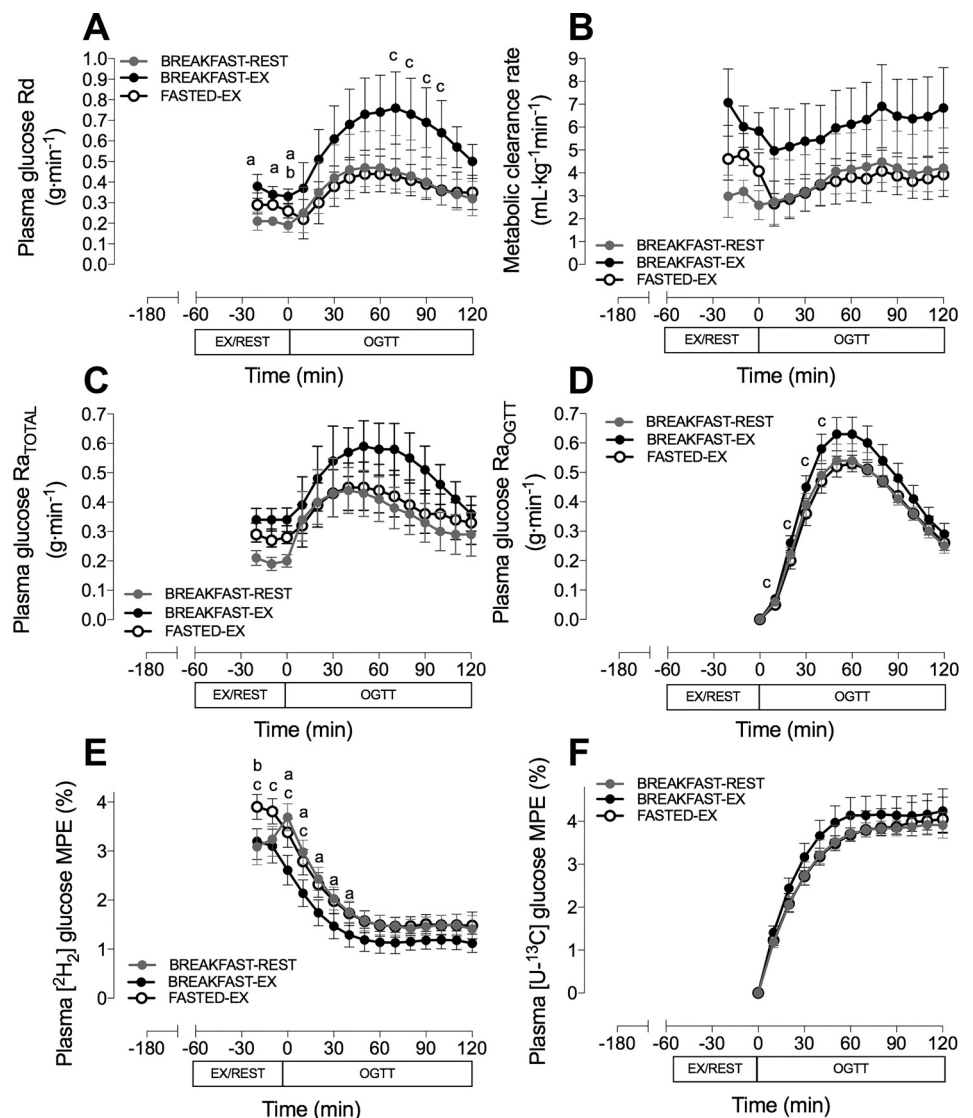 A
Plasma glucose Rd
(g·min-1)
BREAKFAST-REST
BREAKFAST-EX
FASTED-EX
1.0
0.9
0.8
0.7
0.6
0.5
0.4
0.3
0.2
0.1
0.0
a a a
b
c c c c
-180 -60 -30 0 30 60 90 120
EX/REST OGTT
Time (min)
B
Metabolic clearance rate
(mL·kg-1min-1)
9
8
7
6
5
4
3
2
1
0
BREAKFAST-REST
BREAKFAST-EX
FASTED-EX
-180 -60 -30 0 30 60 90 120
EX/REST OGTT
Time (min)
C
Plasma glucose RaTOTAL
(g·min-1)
0.7
0.6
0.5
0.4
0.3
0.2
0.1
0.0
BREAKFAST-REST
BREAKFAST-EX
FASTED-EX
-180 -60 -30 0 30 60 90 120
EX/REST OGTT
Time (min)
D
Plasma glucose RaOGTT
(g·min-1)
0.7
0.6
0.5
0.4
0.3
0.2
0.1
0.0
BREAKFAST-REST
BREAKFAST-EX
FASTED-EX
c c c c
-180 -60 -30 0 30 60 90 120
EX/REST OGTT
Time (min)
E
Plasma [2H2] glucose MPE (%)
4
3
2
1
0
b a
c c c a
c a a a
BREAKFAST-REST
BREAKFAST-EX
FASTED-EX
-180 -60 -30 0 30 60 90 120
EX/REST OGTT
Time (min)
F
Plasma [U-13C] glucose MPE (%)
4
3
2
1
0
BREAKFAST-REST
BREAKFAST-EX
FASTED-EX
-180 -60 -30 0 30 60 90 120
EX/REST OGTT
Time (min)